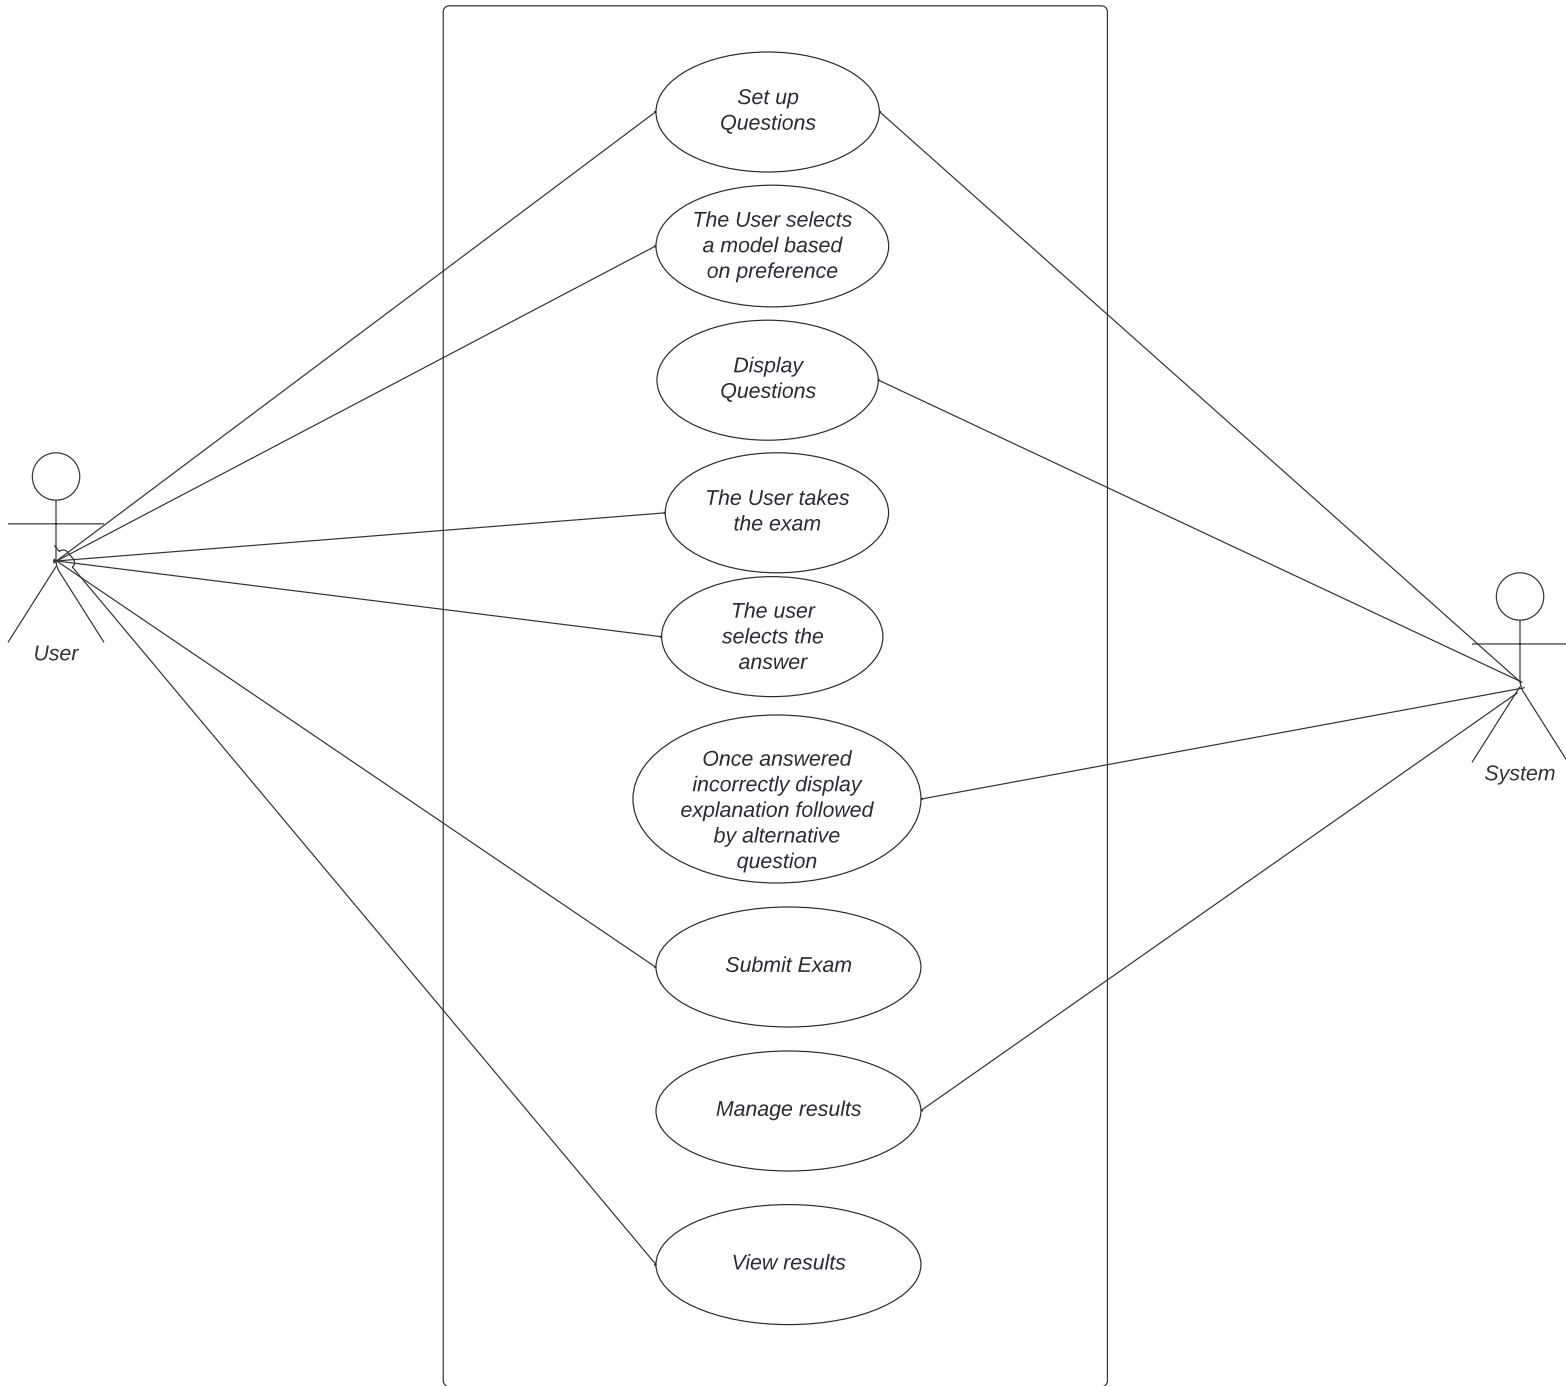 Set up
Questions
The User selects
a model based
on preference
Display
Questions
The User takes
the exam
The user
selects the
answer
User
Once answered
incorrectly display
explanation followed
by alternative
question
System
Submit Exam
Manage results
View results